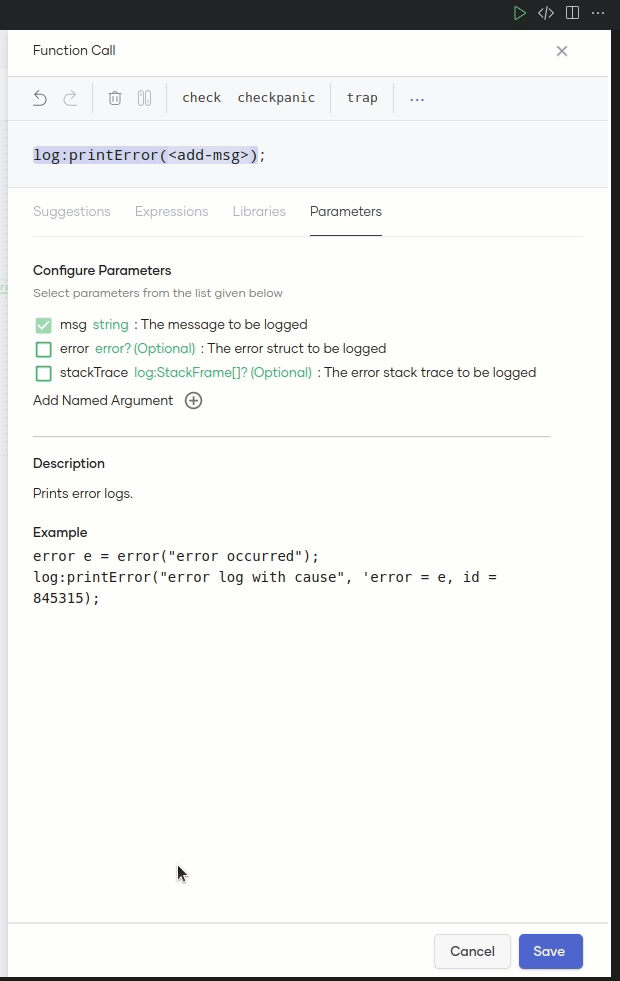 Function Call
check checkpanic trap ...
log:printError(<add-msg>);
Suggestions Expressions Libraries Parameters
Configure Parameters
Select parameters from the list given below
msg string : The message to be logged
error error? (Optional) : The error struct to be logged
stackTrace log:StackFrame[]? (Optional) : The error stack trace to be logged
Add Named Argument
Description
Prints error logs.
Example
error e = error("error occurred");
log:printError("error log with cause", 'error = e, id =
845315);
Cancel Save